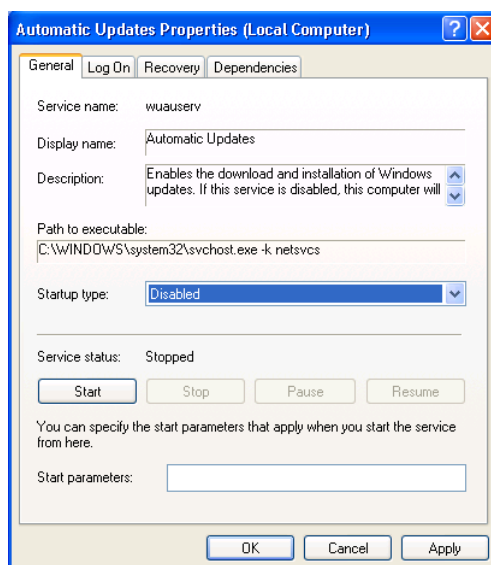 Automatic Updates Properties (Local Computer)
General Log On Recovery Dependencies
Service name: wuauserv
Display name: Automatic Updates
Description: Enables the download and installation of Windows
updates. If this service is disabled, this computer will
Path to executable:
C:\WINDOWS\system32\svchost.exe -k netsvcs
Startup type: Disabled
Service status: Stopped
Start Stop Pause Resume
You can specify the start parameters that apply when you start the service
from here.
Start parameters:
OK Cancel Apply